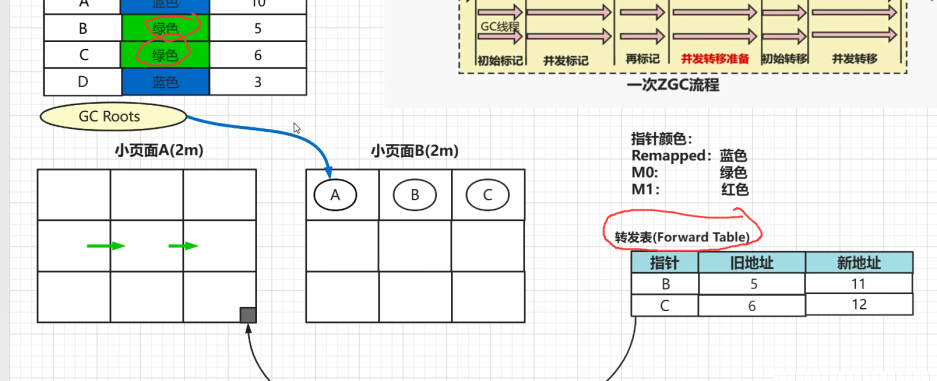 A 蓝色 10
B 绿色 5
C 绿色 6
D 蓝色 3
GC线程
初始标记 并发标记 再标记 并发转移准备 初始转移 并发转移
一次ZGC流程
GC Roots
小页面A(2m)
小页面B(2m)
A B C
指针颜色：
Remapped：蓝色
M0: 绿色
M1: 红色
转发表(Forward Table)
指针 旧地址 新地址
B 5 11
C 6 12